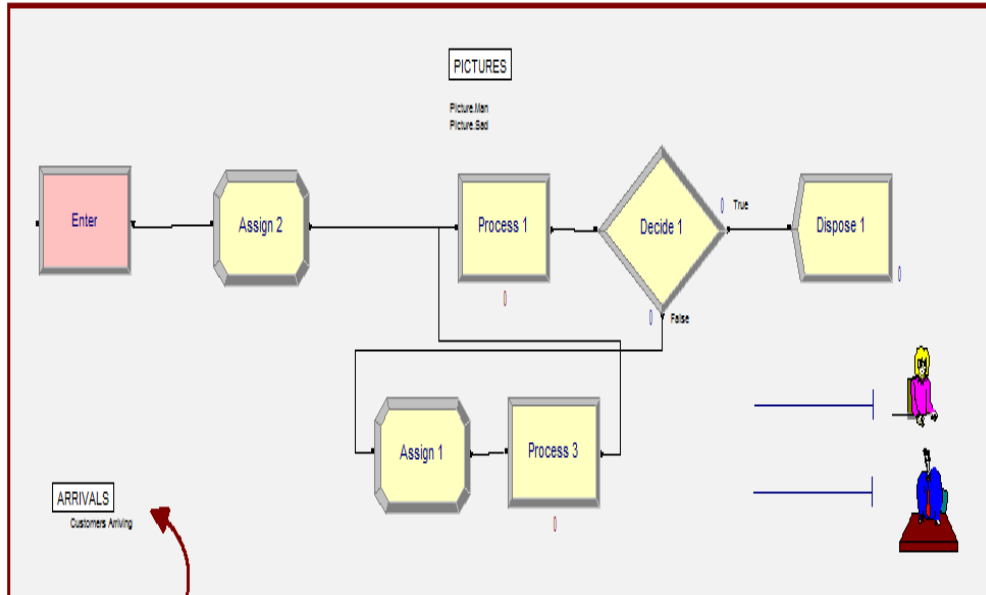 PICTURES
Picture.Man
Picture.Sad
Enter
Assign 2
Process 1
Decide 1
Dispose 1
0 True
0
0
0 False
Assign 1
Process 3
0
ARRIVALS
Customers Arriving